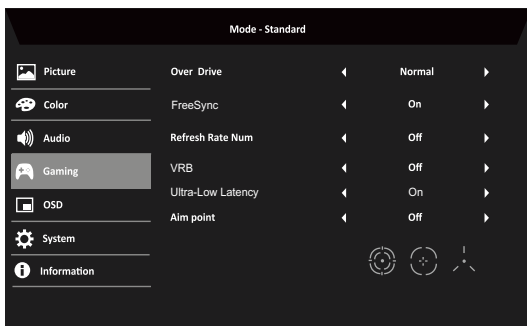 Mode - Standard
Picture
Over Drive Normal
Color
FreeSync On
Audio
Refresh Rate Num Off
Gaming
VRB Off
Ultra-Low Latency On
OSD
Aim point Off
System
Information